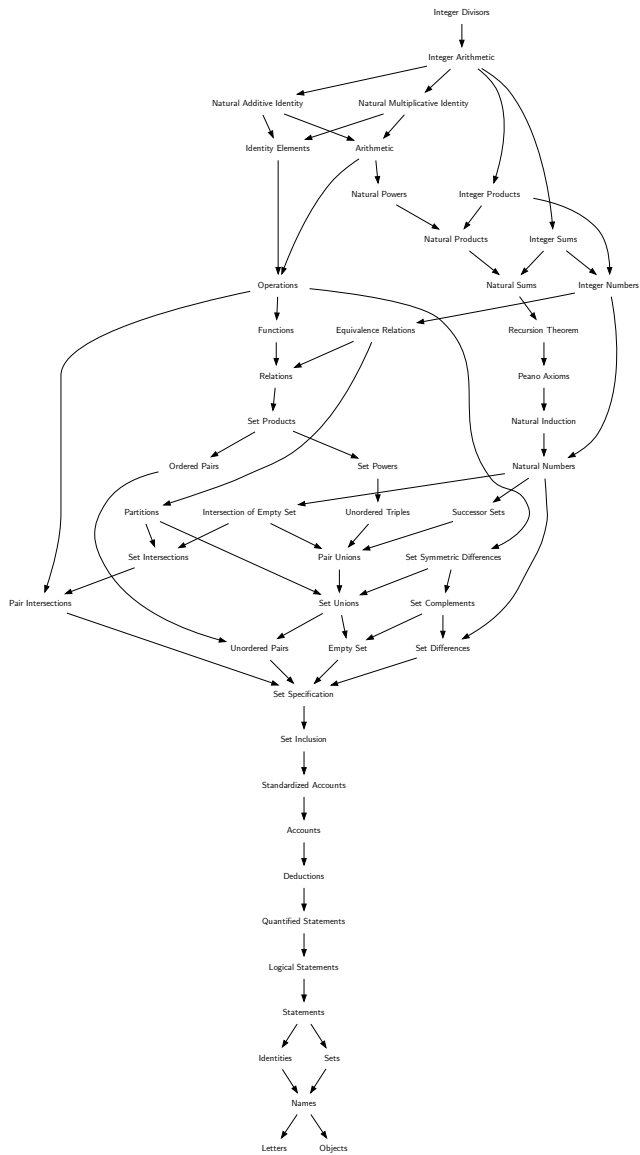 Integer Divisors
Integer Arithmetic
Natural Additive Identity
Natural Multiplicative Identity
Identity Elements
Arithmetic
Natural Powers
Integer Products
Natural Products
Integer Sums
Operations
Natural Sums
Integer Numbers
Functions
Equivalence Relations
Recursion Theorem
Relations
Peano Axioms
Set Products
Natural Induction
Ordered Pairs
Set Powers
Natural Numbers
Partitions
Intersection of Empty Set
Unordered Triples
Successor Sets
Set Intersections
Pair Unions
Set Symmetric Differences
Pair Intersections
Set Unions
Set Complements
Unordered Pairs
Empty Set
Set Differences
Set Specification
Set Inclusion
Standardized Accounts
Accounts
Deductions
Quantified Statements
Logical Statements
Statements
Identities
Sets
Names
Letters
Objects